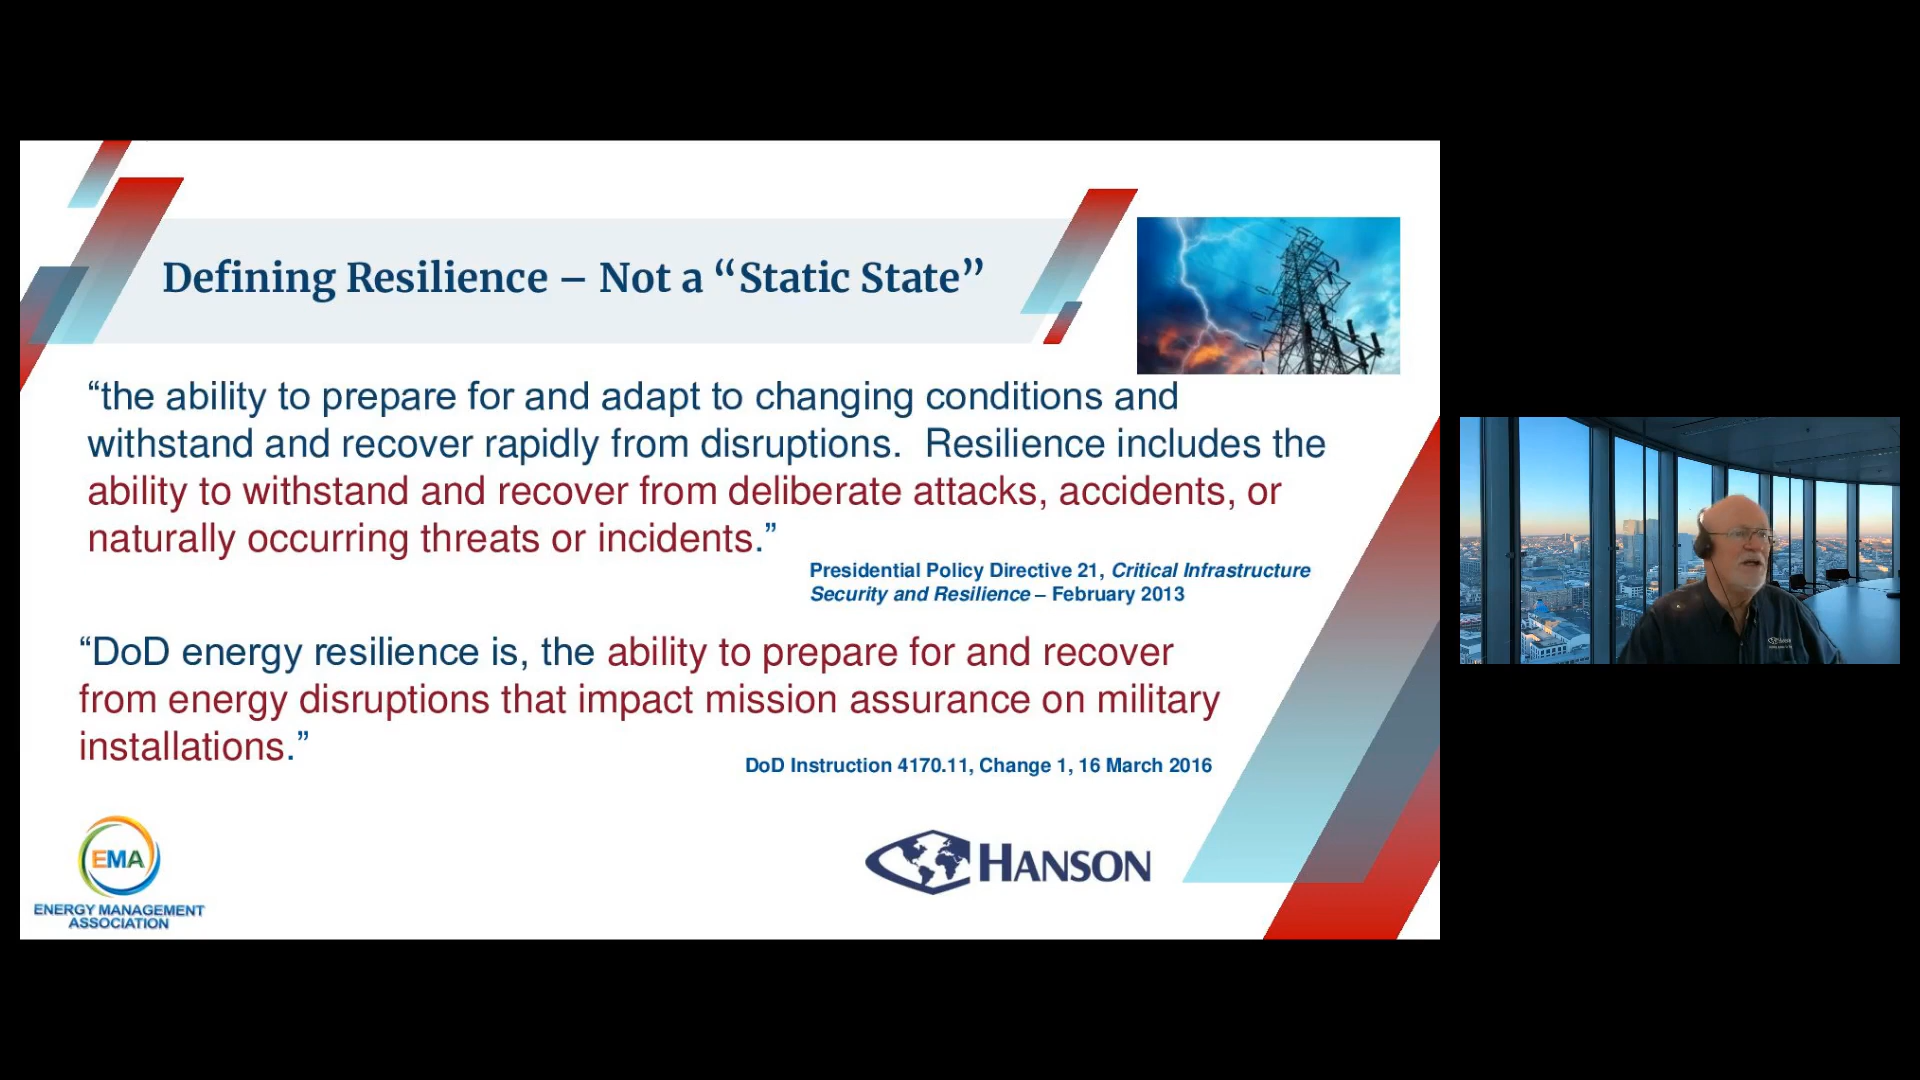 Defining Resilience – Not a “Static State”
“the ability to prepare for and adapt to changing conditions and
withstand and recover rapidly from disruptions.  Resilience includes the
ability to withstand and recover from deliberate attacks, accidents, or
naturally occurring threats or incidents.”
Presidential Policy Directive 21, Critical Infrastructure
Security and Resilience – February 2013
“DoD energy resilience is, the ability to prepare for and recover
from energy disruptions that impact mission assurance on military
installations.”
DoD Instruction 4170.11, Change 1, 16 March 2016
EMA
ENERGY MANAGEMENT
ASSOCIATION
HANSON